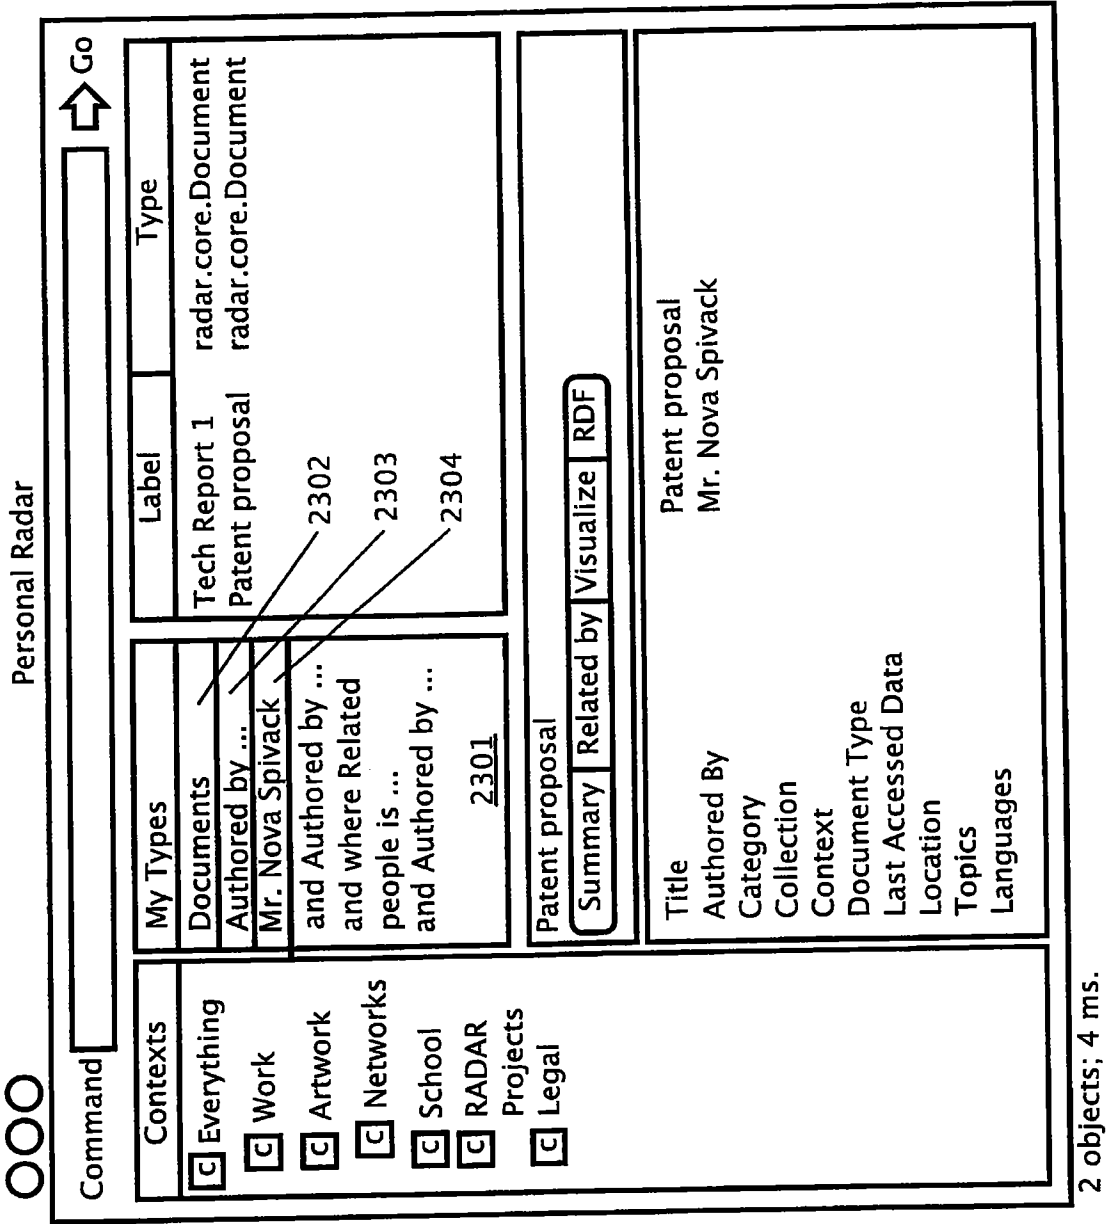 Personal Radar
Command
Go
Contexts
C Everything
C Work
C Artwork
C Networks
C School
C RADAR
Projects
C Legal
My Types
Documents
Authored by ...
Mr. Nova Spivack
and Authored by ...
and where Related
people is ...
and Authored by ...
2301
Label Type
Tech Report 1 radar.core.Document
Patent proposal radar.core.Document
2302
2303
2304
Patent proposal
Summary Related by Visualize RDF
Title Patent proposal
Authored By Mr. Nova Spivack
Category
Collection
Context
Document Type
Last Accessed Data
Location
Topics
Languages
2 objects; 4 ms.